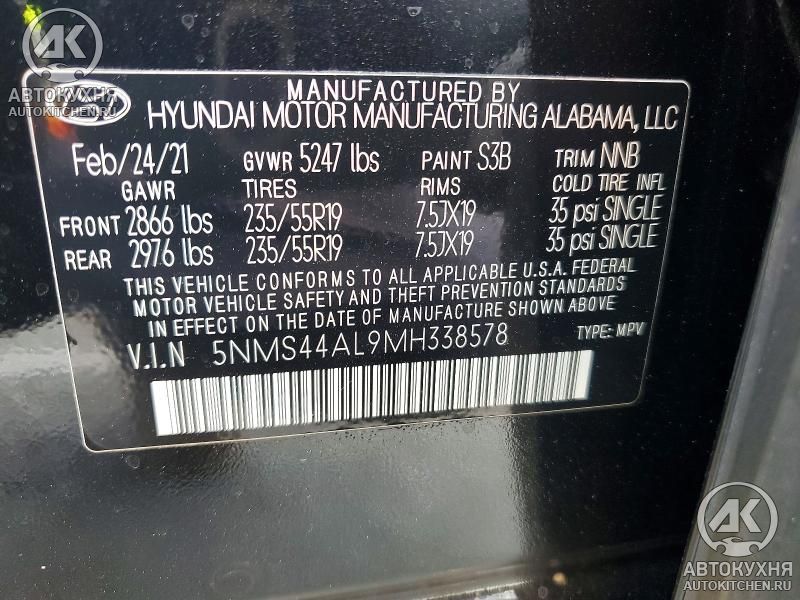 АК
АВТОКУХНЯ
AUTOKITCHEN.RU
MANUFACTURED BY
HYUNDAI MOTOR MANUFACTURING ALABAMA, LLC
Feb/24/21 GVWR 5247 lbs PAINT S3B TRIM NNB
GAWR TIRES RIMS COLD TIRE INFL
FRONT 2866 lbs 235/55R19 7.5JX19 35 psi SINGLE
REAR 2976 lbs 235/55R19 7.5JX19 35 psi SINGLE
THIS VEHICLE CONFORMS TO ALL APPLICABLE U.S.A. FEDERAL
MOTOR VEHICLE SAFETY AND THEFT PREVENTION STANDARDS
IN EFFECT ON THE DATE OF MANUFACTURE SHOWN ABOVE
V.I.N 5NMS44AL9MH338578 TYPE: MPV
АК
АВТОКУХНЯ
AUTOKITCHEN.RU